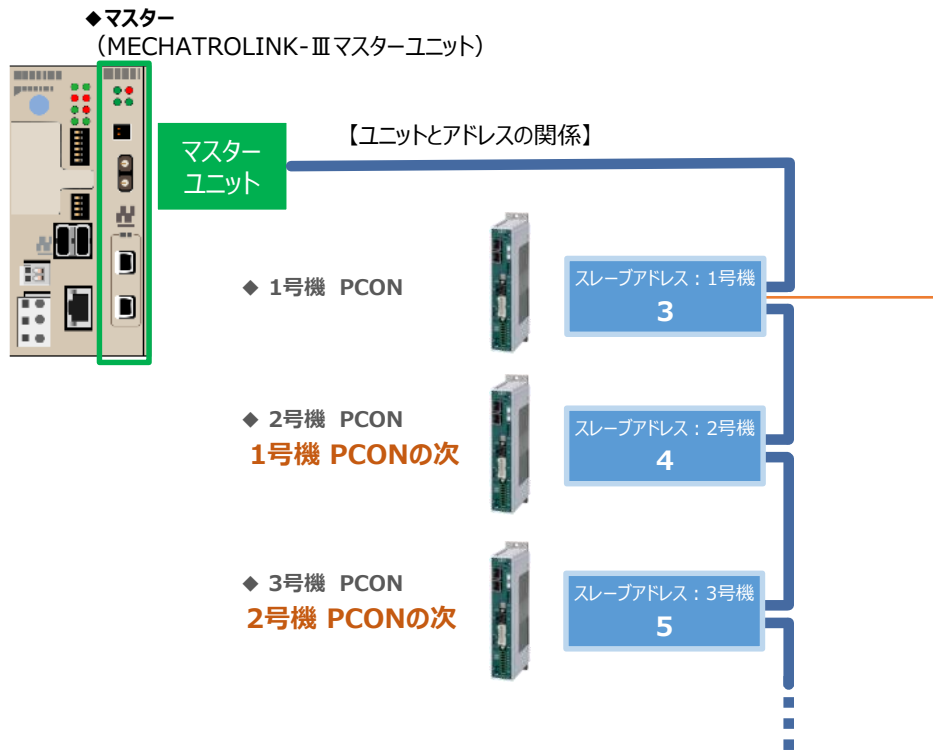 ◆マスター
（MECHATROLINK-Ⅲマスターユニット）
マスター
ユニット
【ユニットとアドレスの関係】
◆ 1号機 PCON
スレーブアドレス：1号機
3
◆ 2号機 PCON
1号機 PCONの次
スレーブアドレス：2号機
4
◆ 3号機 PCON
2号機 PCONの次
スレーブアドレス：3号機
5